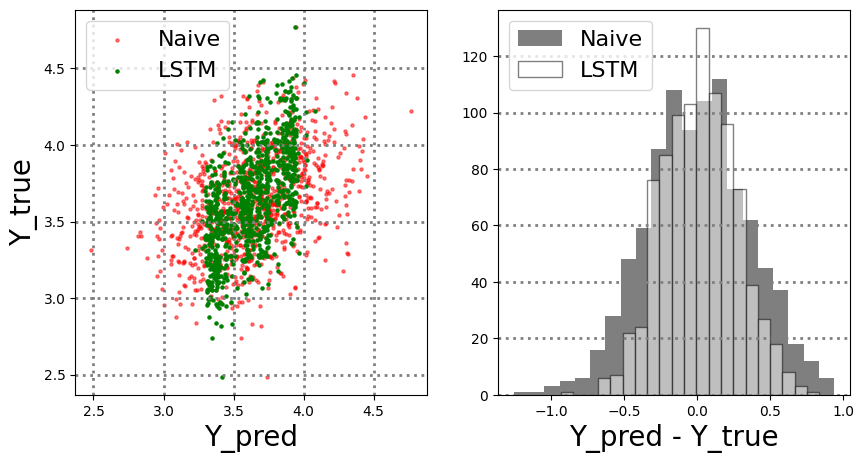 Naive
LSTM
4.5
4.0
3.5
3.0
2.5
Y_true
2.5 3.0 3.5 4.0 4.5
Y_pred
Naive
LSTM
120
100
80
60
40
20
0
−1.0 −0.5 0.0 0.5 1.0
Y_pred - Y_true